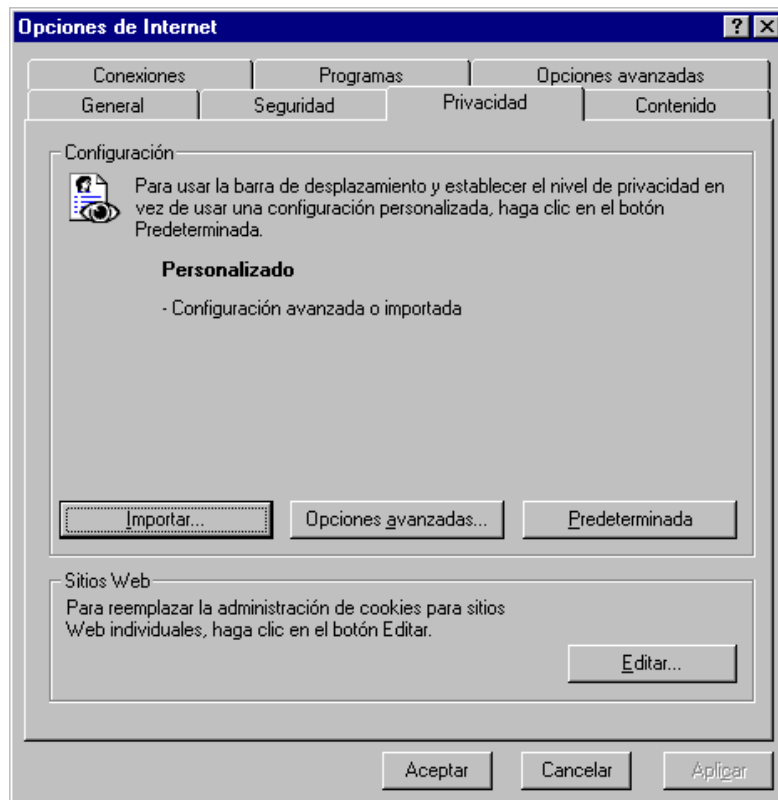 Opciones de Internet
Conexiones Programas Opciones avanzadas
General Seguridad Privacidad Contenido
Configuración
Para usar la barra de desplazamiento y establecer el nivel de privacidad en
vez de usar una configuración personalizada, haga clic en el botón
Predeterminada.
Personalizado
- Configuración avanzada o importada
Importar... Opciones avanzadas... Predeterminada
Sitios Web
Para reemplazar la administración de cookies para sitios
Web individuales, haga clic en el botón Editar.
Editar...
Aceptar Cancelar Aplicar